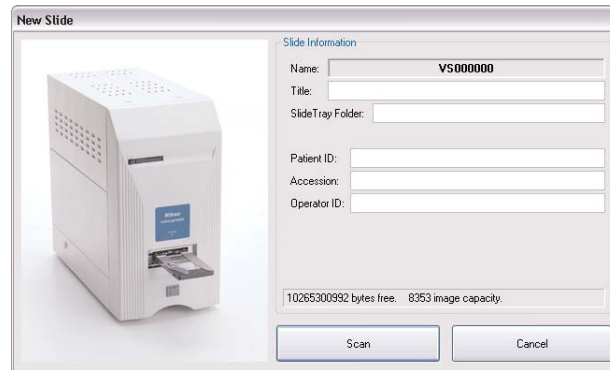 New Slide
Slide Information
Name: VS000000
Title:
SlideTray Folder:
Patient ID:
Accession:
Operator ID:
Nikon
10265300992 bytes free. 8353 image capacity.
Scan Cancel